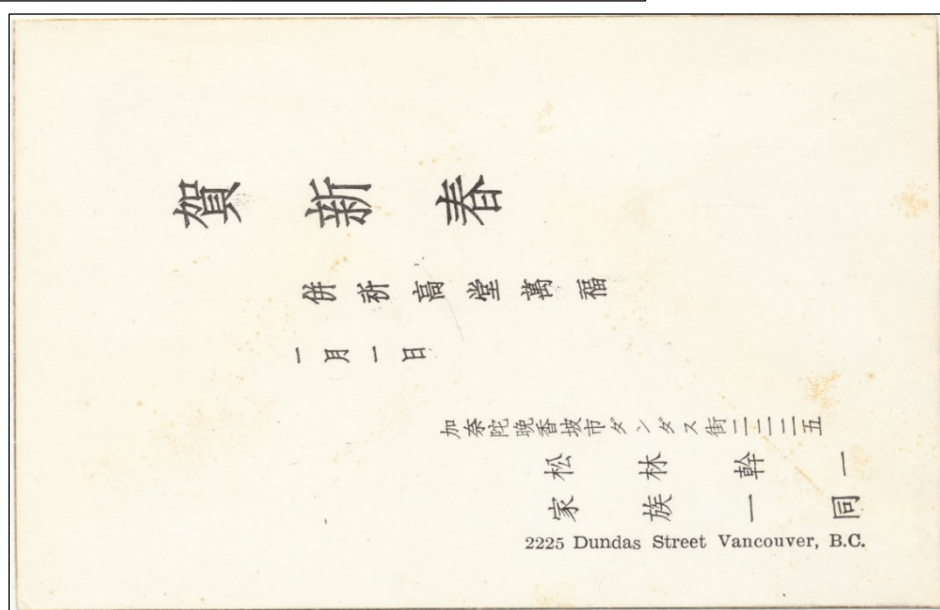 賀新春
併祈高堂萬福
一月一日
加奈陀晩香坡市ダンダス街二二二五
松林幹一
家族一同
2225 Dundas Street Vancouver, B.C.